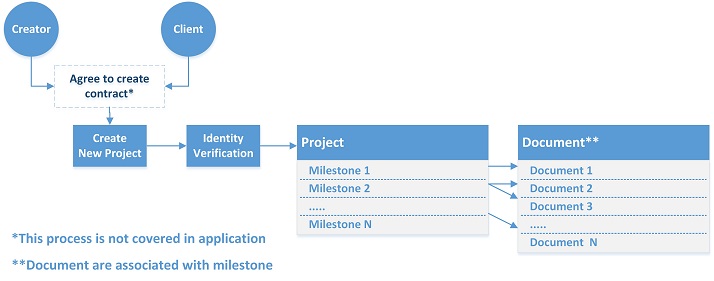 Creator
Client
Agree to create
contract*
Create
New Project
Identity
Verification
Project
Milestone 1
Milestone 2
.....
Milestone N
Document**
Document 1
Document 2
Document 3
.....
Document N
*This process is not covered in application
**Document are associated with milestone